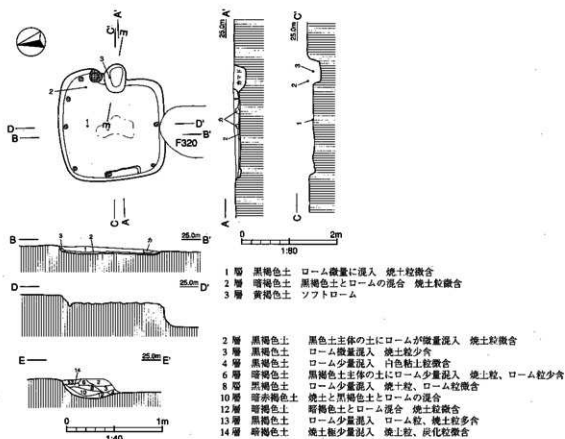 A'
C'
E'
3
2
1
E
D
B
D'
B'
F320
C
A
25.0m
A'
A
25.0m
C'
3
2
1
C
0 2m
1:80
B 3 2 1 25.0m B'
D 25.0m D'
E 25.0m E'
14
0 1m
1:40
1層 黒褐色土 ローム微量に混入 焼土粒微含
2層 暗褐色土 黒褐色土とロームの混合 焼土粒微含
3層 黄褐色土 ソフトローム
2層 黒褐色土 黒色土主体の土にロームが微量混入 焼土粒微含
3層 黒褐色土 ローム微量混入 焼土粒少含
4層 黒褐色土 ローム少量混入 白色粘土粒微含
6層 暗褐色土 黒褐色土主体の土にローム少量混入 焼土粒、ローム粒少含
8層 黒褐色土 ローム少量混入 焼土粒、ローム粒微含
10層 暗赤褐色土 焼土と黒褐色土とロームの混合
12層 暗褐色土 暗褐色土とローム混合 焼土粒微含
13層 黒褐色土 ローム少量混入 ローム粒、焼土粒多含
14層 暗褐色土 焼土極少量混入 焼土粒、炭化粒微含